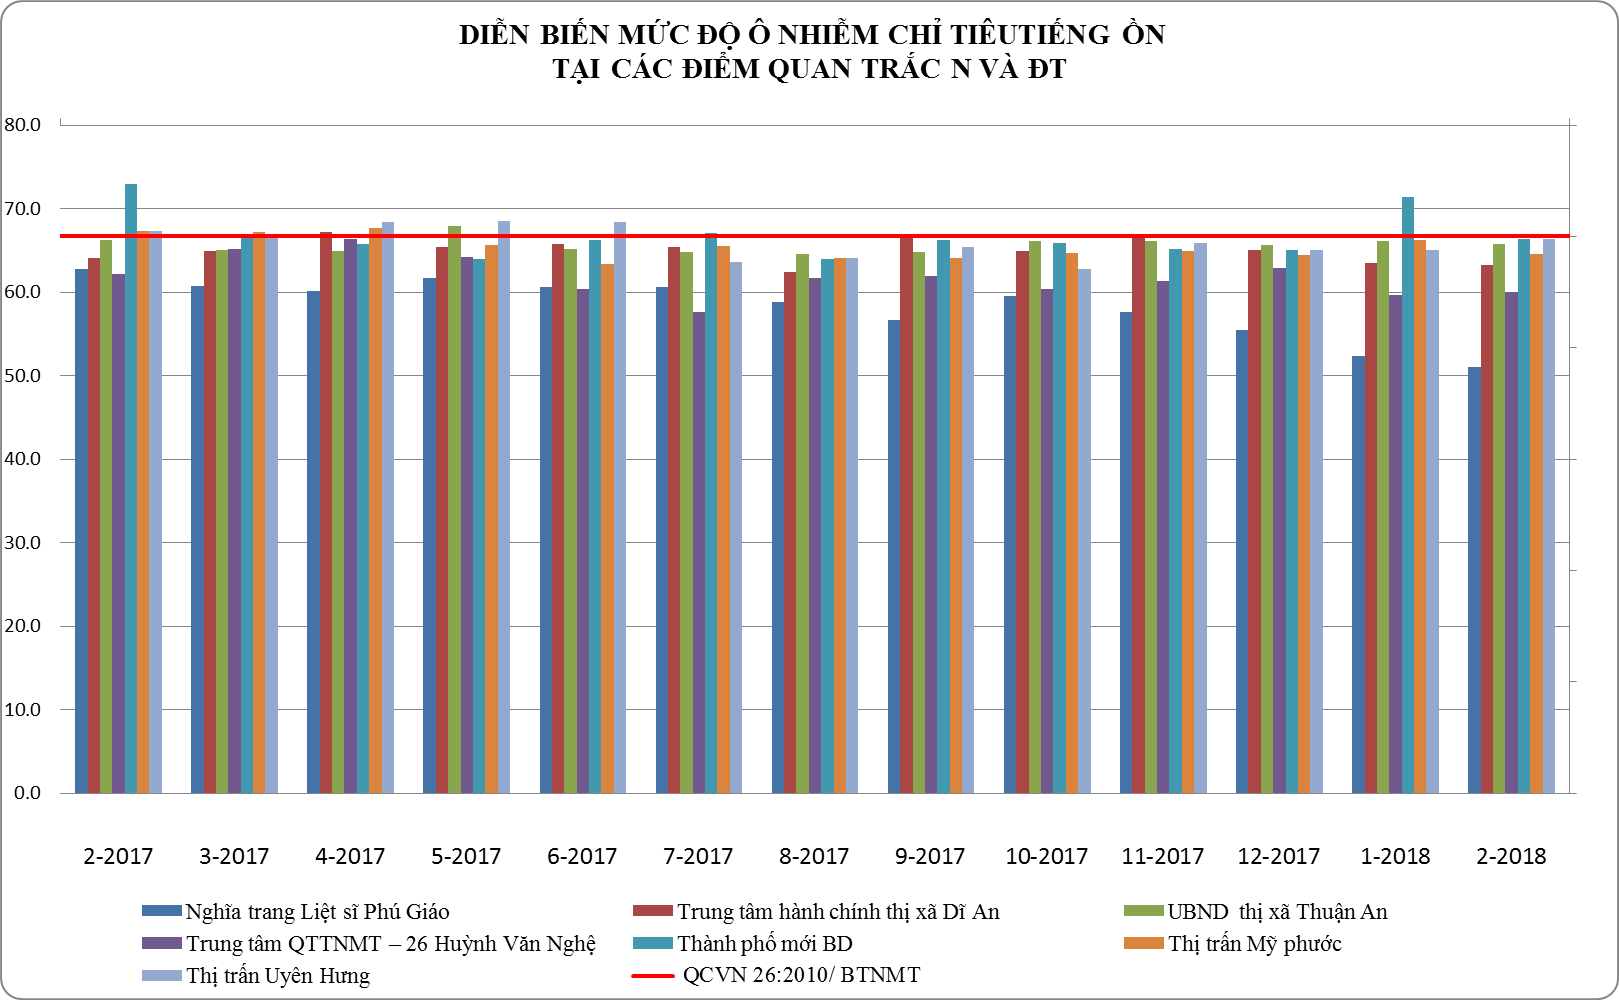 DIỄN BIẾN MỨC ĐỘ Ô NHIỄM CHỈ TIÊUTIẾNG ỒN
TẠI CÁC ĐIỂM QUAN TRẮC N VÀ ĐT
80.0
70.0
60.0
50.0
40.0
30.0
20.0
10.0
0.0
2-2017 3-2017 4-2017 5-2017 6-2017 7-2017 8-2017 9-2017 10-2017 11-2017 12-2017 1-2018 2-2018
Nghĩa trang Liệt sĩ Phú Giáo Trung tâm hành chính thị xã Dĩ An UBND thị xã Thuận An
Trung tâm QTTNMT – 26 Huỳnh Văn Nghệ Thành phố mới BD Thị trấn Mỹ phước
Thị trấn Uyên Hưng QCVN 26:2010/ BTNMT